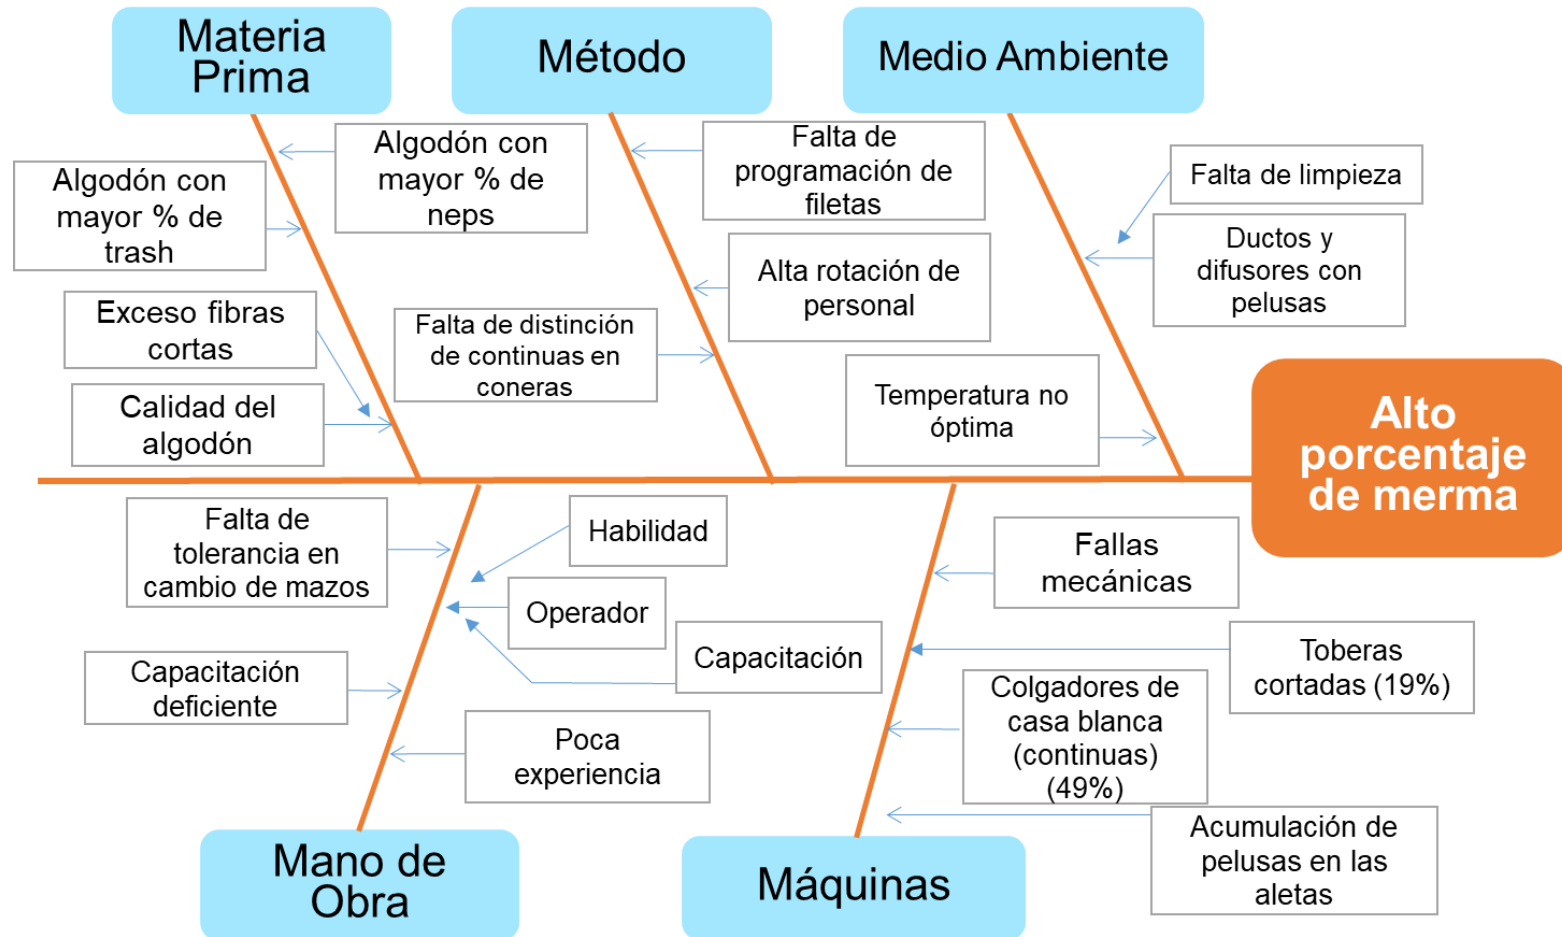 Materia
Prima
Método
Medio Ambiente
Algodón con
mayor % de
neps
Algodón con
mayor % de
trash
Exceso fibras
cortas
Calidad del
algodón
Falta de
programación de
filetas
Alta rotación de
personal
Falta de distinción
de continuas en
coneras
Falta de limpieza
Ductos y
difusores con
pelusas
Temperatura no
óptima
Alto
porcentaje
de merma
Falta de
tolerancia en
cambio de mazos
Habilidad
Operador
Capacitación
Capacitación
deficiente
Poca
experiencia
Fallas
mecánicas
Toberas
cortadas (19%)
Colgadores de
casa blanca
(continuas)
(49%)
Acumulación de
pelusas en las
aletas
Mano de
Obra
Máquinas